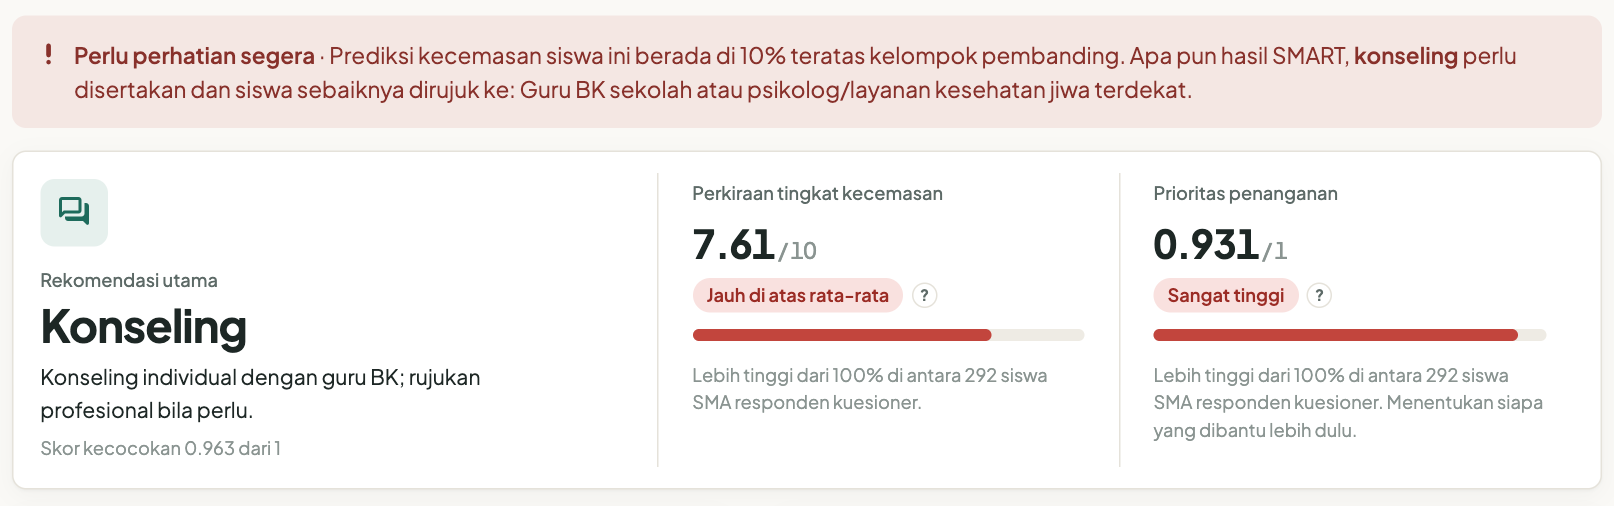 ! Perlu perhatian segera · Prediksi kecemasan siswa ini berada di 10% teratas kelompok pembanding. Apa pun hasil SMART, konseling perlu
disertakan dan siswa sebaiknya dirujuk ke: Guru BK sekolah atau psikolog/layanan kesehatan jiwa terdekat.
Rekomendasi utama
Konseling
Konseling individual dengan guru BK; rujukan
profesional bila perlu.
Skor kecocokan 0.963 dari 1
Perkiraan tingkat kecemasan
7.61/10
Jauh di atas rata-rata ?
Lebih tinggi dari 100% di antara 292 siswa
SMA responden kuesioner.
Prioritas penanganan
0.931/1
Sangat tinggi ?
Lebih tinggi dari 100% di antara 292 siswa
SMA responden kuesioner. Menentukan siapa
yang dibantu lebih dulu.